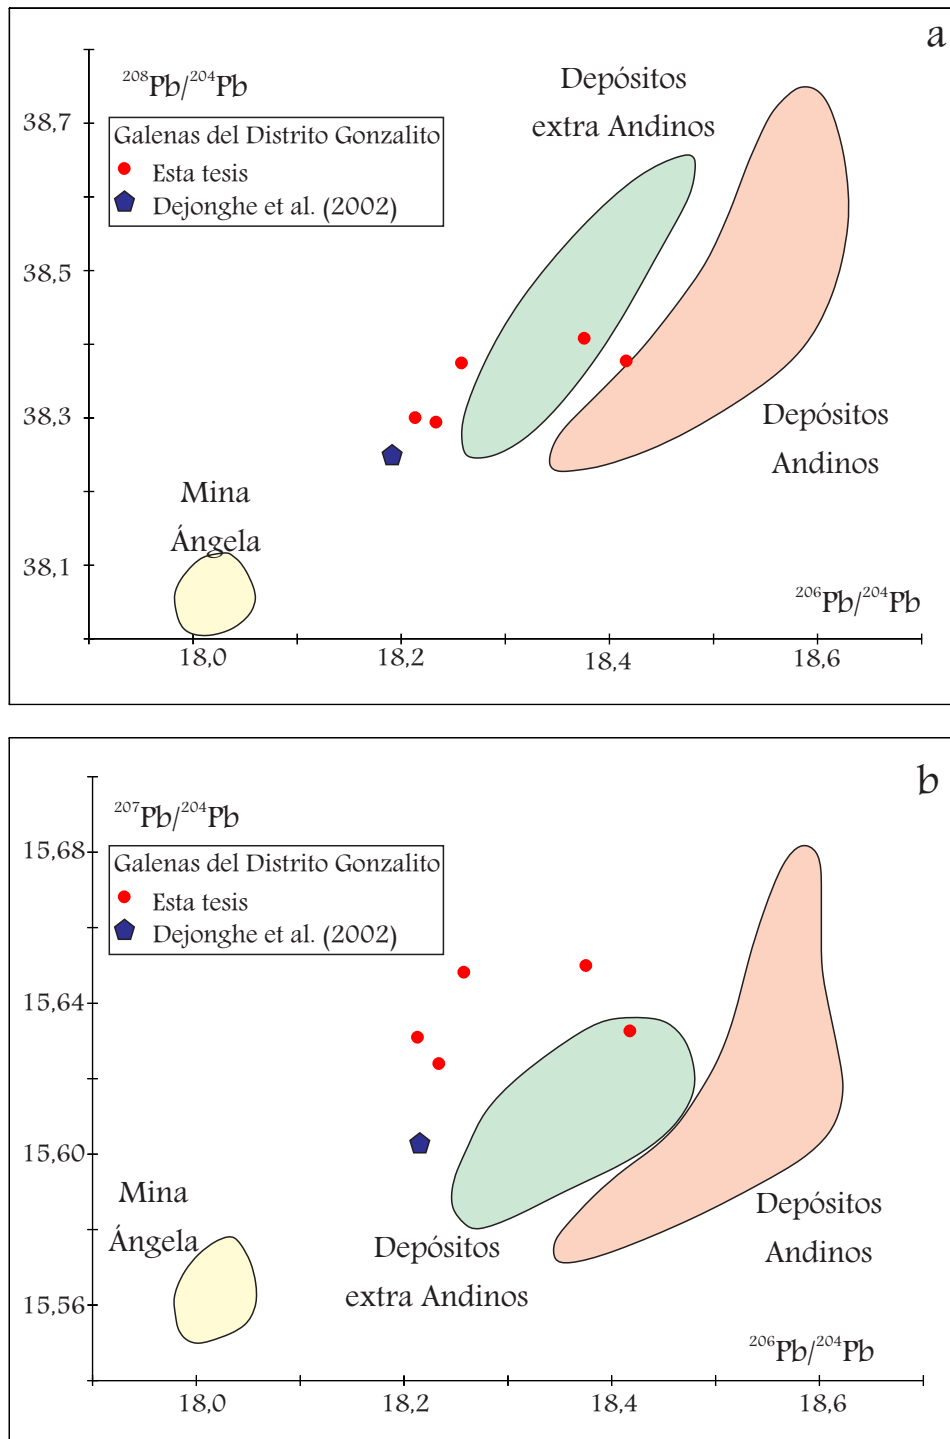 a
²⁰⁸Pb/²⁰⁴Pb
Depósitos
extra Andinos
38,7
Galenas del Distrito Gonzalito
Esta tesis
Dejonghe et al. (2002)
38,5
38,3
Depósitos
Andinos
Mina
Ángela
38,1
²⁰⁶Pb/²⁰⁴Pb
18,0
18,2
18,4
18,6
b
²⁰⁷Pb/²⁰⁴Pb
15,68
Galenas del Distrito Gonzalito
Esta tesis
Dejonghe et al. (2002)
15,64
15,60
Mina
Ángela
Depósitos
Andinos
Depósitos
extra Andinos
15,56
²⁰⁶Pb/²⁰⁴Pb
18,0
18,2
18,4
18,6